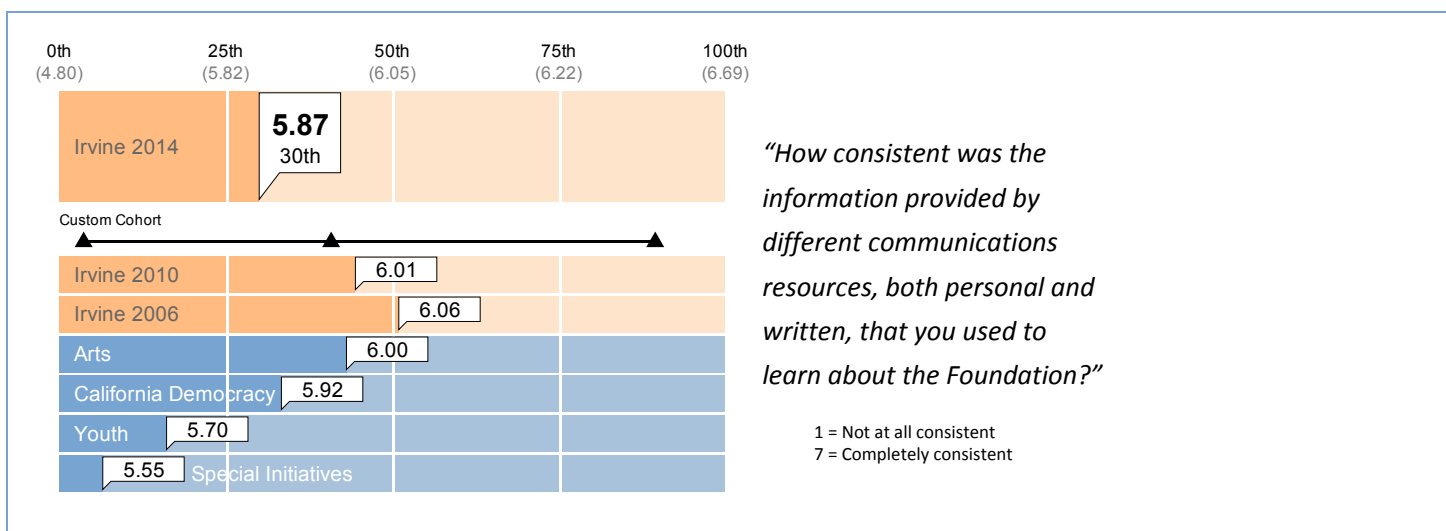 0th 25th 50th 75th 100th
(4.80) (5.82) (6.05) (6.22) (6.69)
Irvine 2014
5.87
30th
Custom Cohort
Irvine 2010 6.01
Irvine 2006 6.06
Arts 6.00
California Democracy 5.92
Youth 5.70
5.55 Special Initiatives
“How consistent was the
information provided by
different communications
resources, both personal and
written, that you used to
learn about the Foundation?”
1 = Not at all consistent
7 = Completely consistent